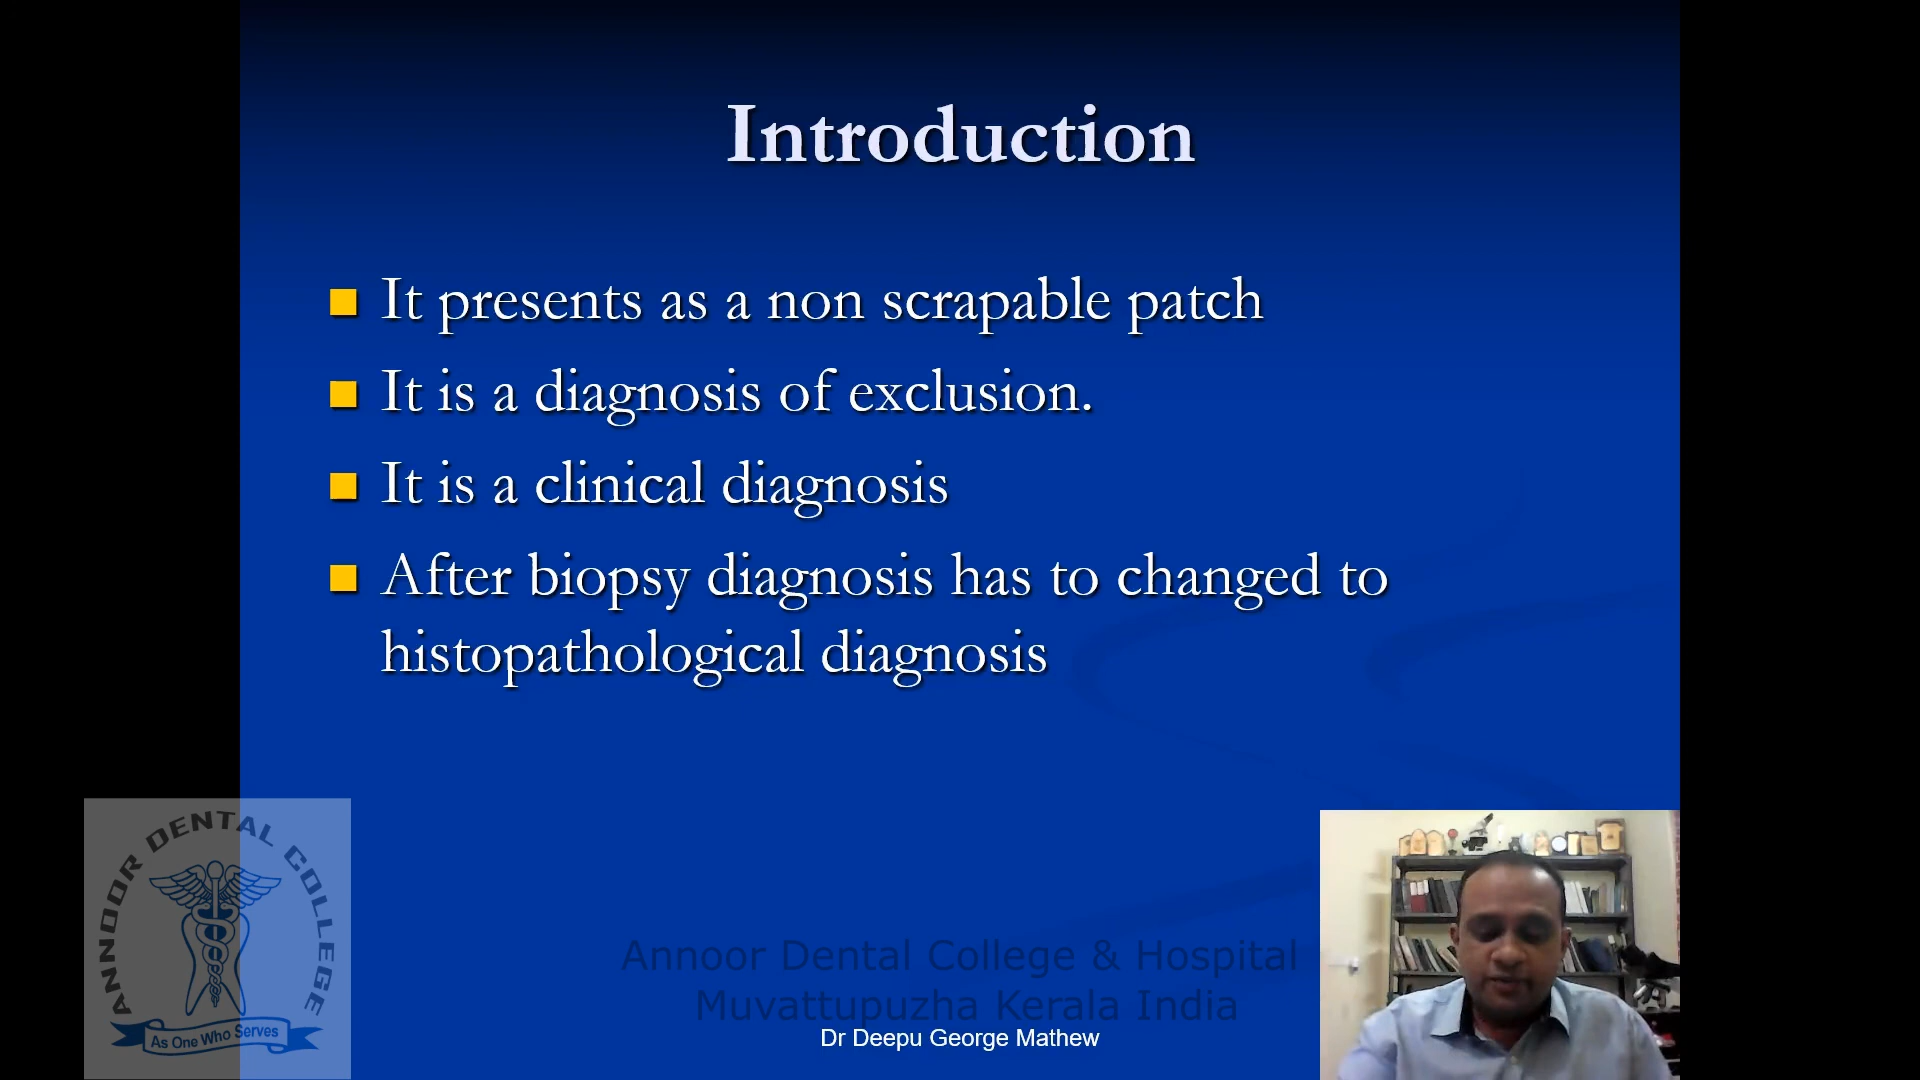 Introduction
It presents as a non scrapable patch
It is a diagnosis of exclusion.
It is a clinical diagnosis
After biopsy diagnosis has to changed to
histopathological diagnosis
ANNOOR DENTAL COLLEGE
As One Who Serves
Annoor Dental College & Hospital
Muvattupuzha Kerala India
Dr Deepu George Mathew